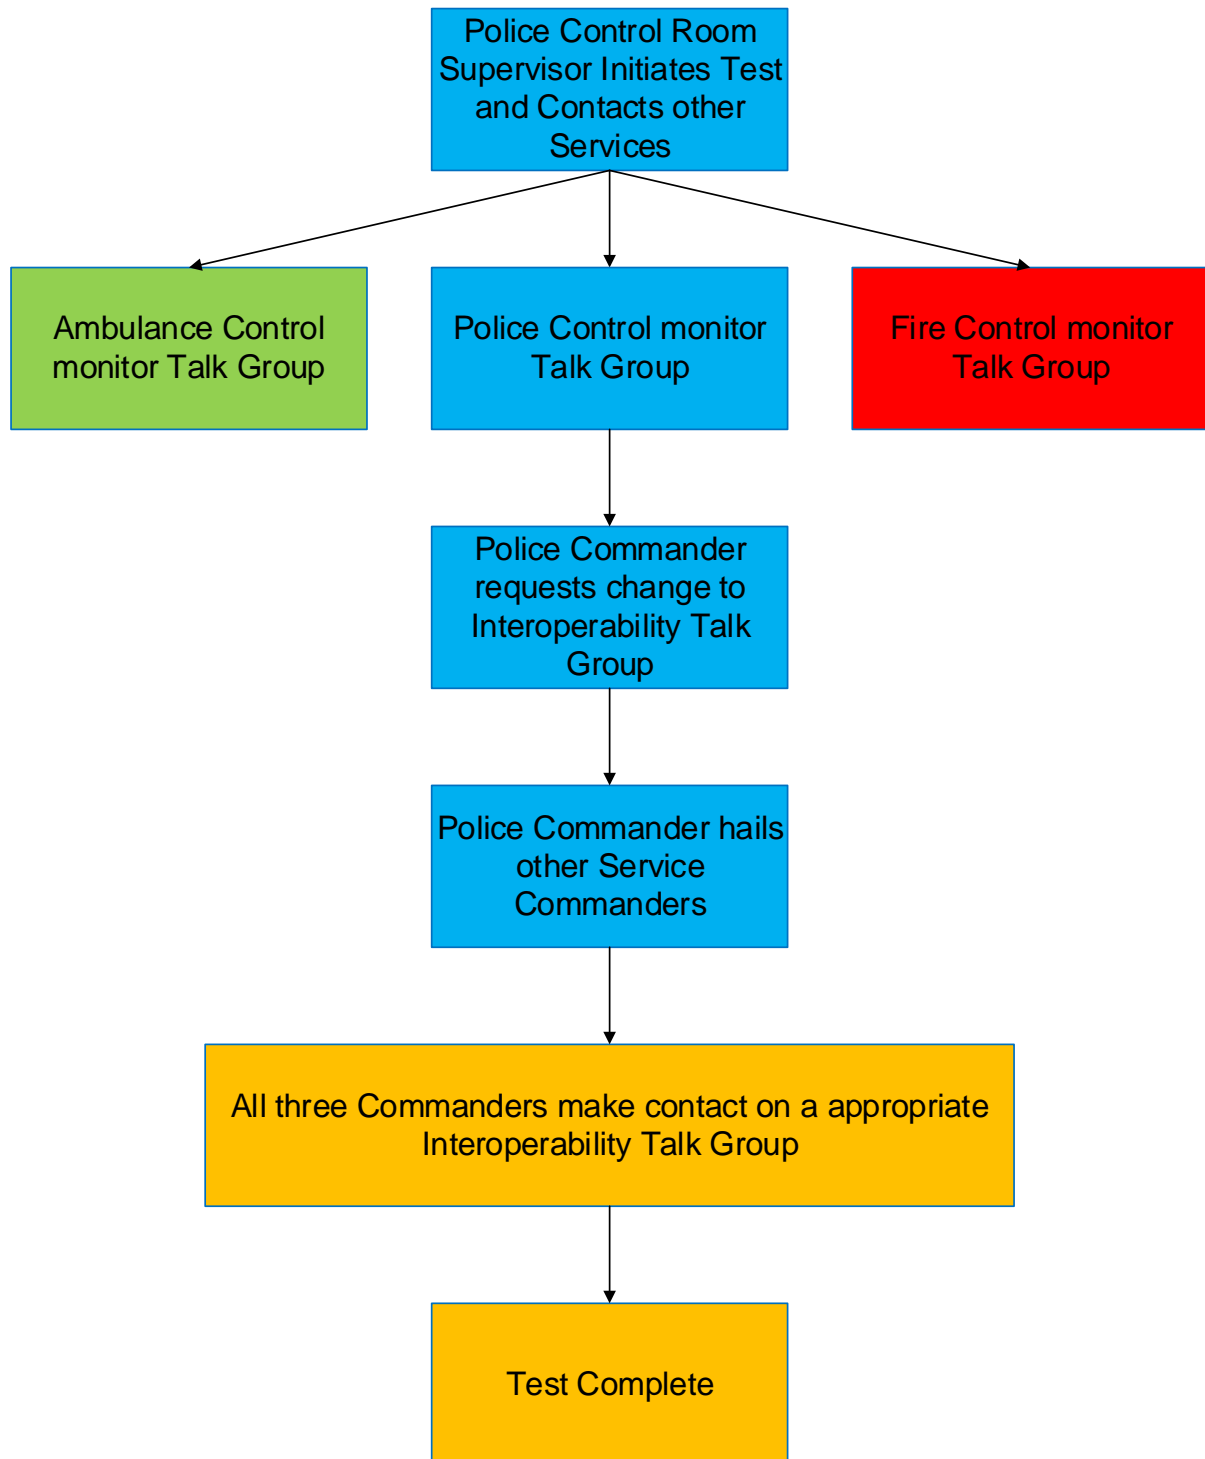 Police Control Room
Supervisor Initiates Test
and Contacts other
Services
Ambulance Control
monitor Talk Group
Police Control monitor
Talk Group
Fire Control monitor
Talk Group
Police Commander
requests change to
Interoperability Talk
Group
Police Commander hails
other Service
Commanders
All three Commanders make contact on a appropriate
Interoperability Talk Group
Test Complete